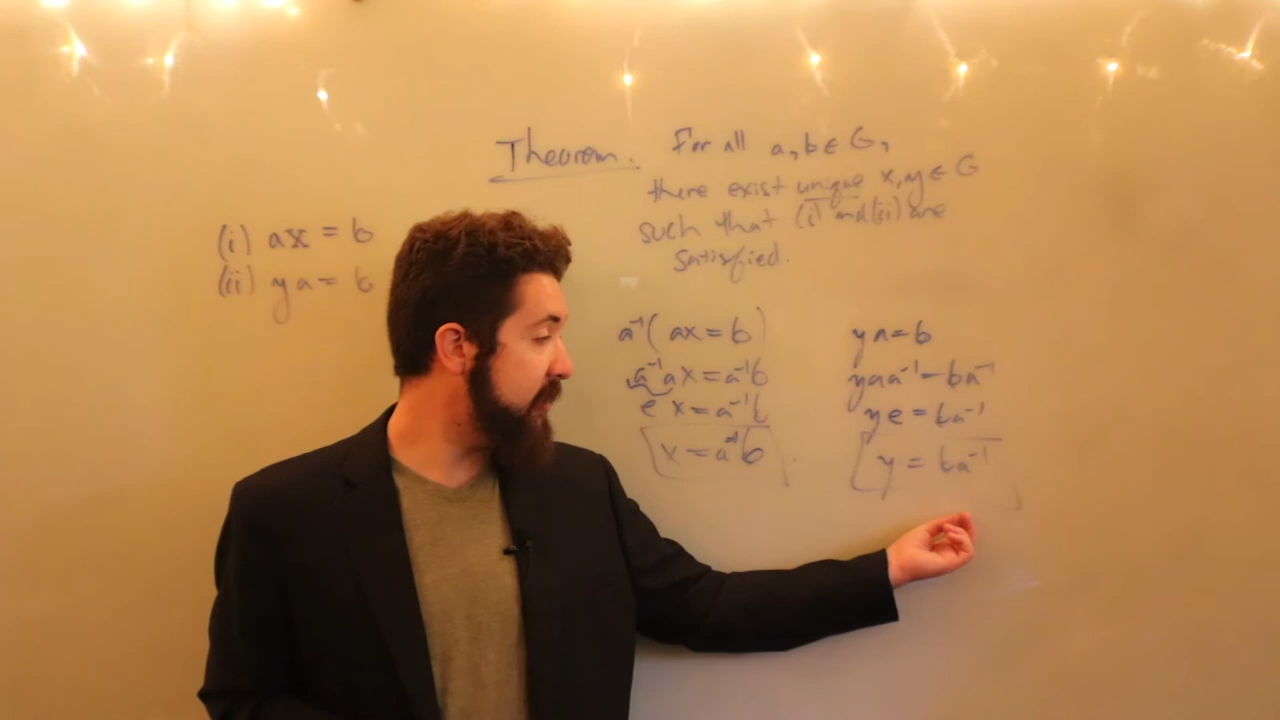 Theorem. For all a, b ∈ G,
there exist unique x, y ∈ G
such that (i) and (ii) are
satisfied.
(i) ax = b
(ii) ya = b
a⁻¹( ax = b )
a⁻¹ax = a⁻¹b
e x = a⁻¹b
x = a⁻¹b
ya = b
yaa⁻¹ = ba⁻¹
ye = ba⁻¹
y = ba⁻¹